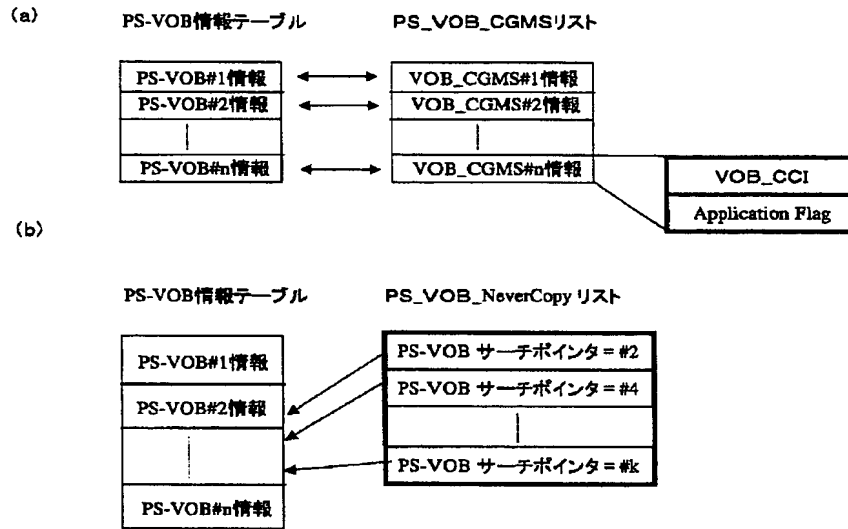 (a)
PS-VOB情報テーブル PS_VOB_CGMSリスト
PS-VOB#1情報 VOB_CGMS#1情報
PS-VOB#2情報 VOB_CGMS#2情報
PS-VOB#n情報 VOB_CGMS#n情報
VOB_CCI
Application Flag
(b)
PS-VOB情報テーブル PS_VOB_NeverCopy リスト
PS-VOB#1情報 PS-VOB サーチポインタ = #2
PS-VOB#2情報 PS-VOB サーチポインタ = #4
PS-VOB サーチポインタ = #k
PS-VOB#n情報